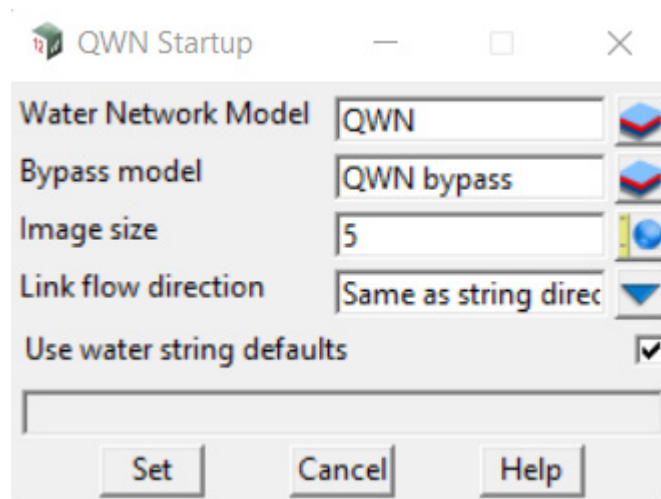 QWN Startup
Water Network Model QWN
Bypass model QWN bypass
Image size 5
Link flow direction Same as string direc
Use water string defaults
Set Cancel Help